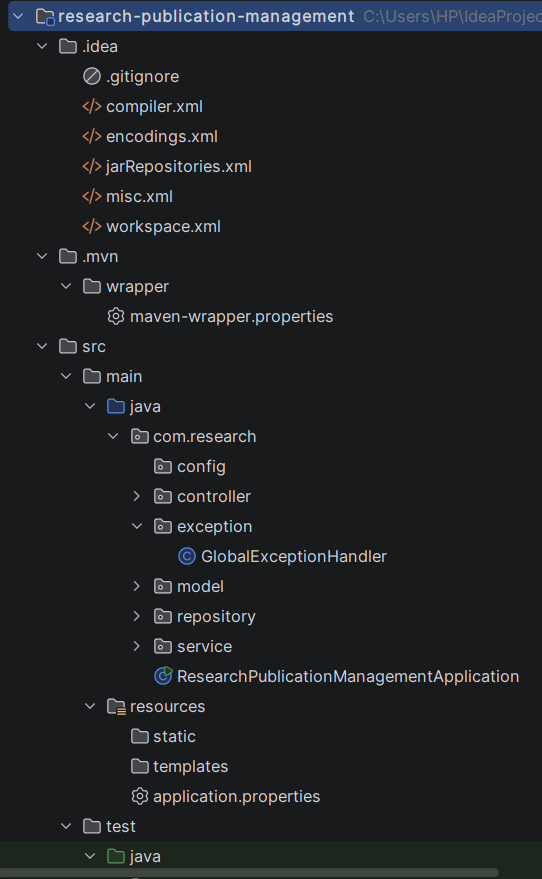 research-publication-management C:\Users\HP\IdeaProjec
.idea
.gitignore
compiler.xml
encodings.xml
jarRepositories.xml
misc.xml
workspace.xml
.mvn
wrapper
maven-wrapper.properties
src
main
java
com.research
config
controller
exception
GlobalExceptionHandler
model
repository
service
ResearchPublicationManagementApplication
resources
static
templates
application.properties
test
java